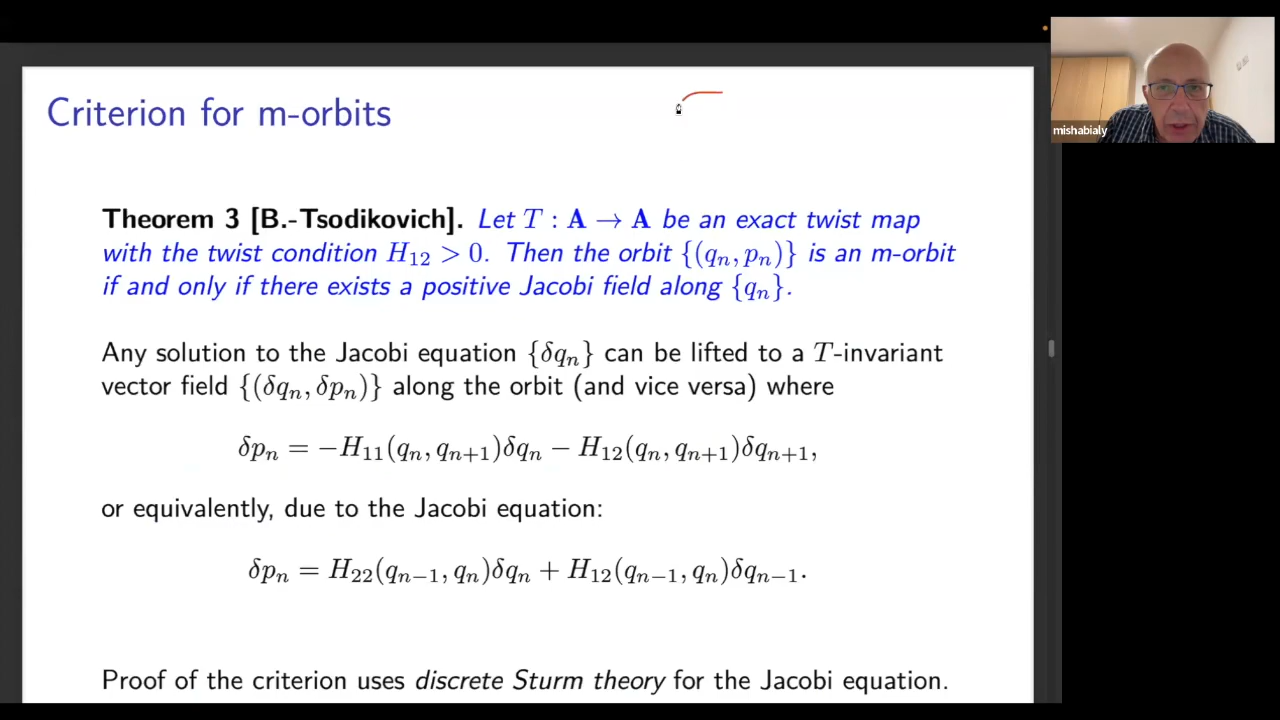 Criterion for m-orbits
mishabialy
Theorem 3 [B.-Tsodikovich]. Let T : A → A be an exact twist map
with the twist condition H₁₂ > 0. Then the orbit {(qₙ, pₙ)} is an m-orbit
if and only if there exists a positive Jacobi field along {qₙ}.
Any solution to the Jacobi equation {δqₙ} can be lifted to a T-invariant
vector field {(δqₙ, δpₙ)} along the orbit (and vice versa) where
δpₙ = −H₁₁(qₙ, qₙ₊₁)δqₙ − H₁₂(qₙ, qₙ₊₁)δqₙ₊₁,
or equivalently, due to the Jacobi equation:
δpₙ = H₂₂(qₙ₋₁, qₙ)δqₙ + H₁₂(qₙ₋₁, qₙ)δqₙ₋₁.
Proof of the criterion uses discrete Sturm theory for the Jacobi equation.